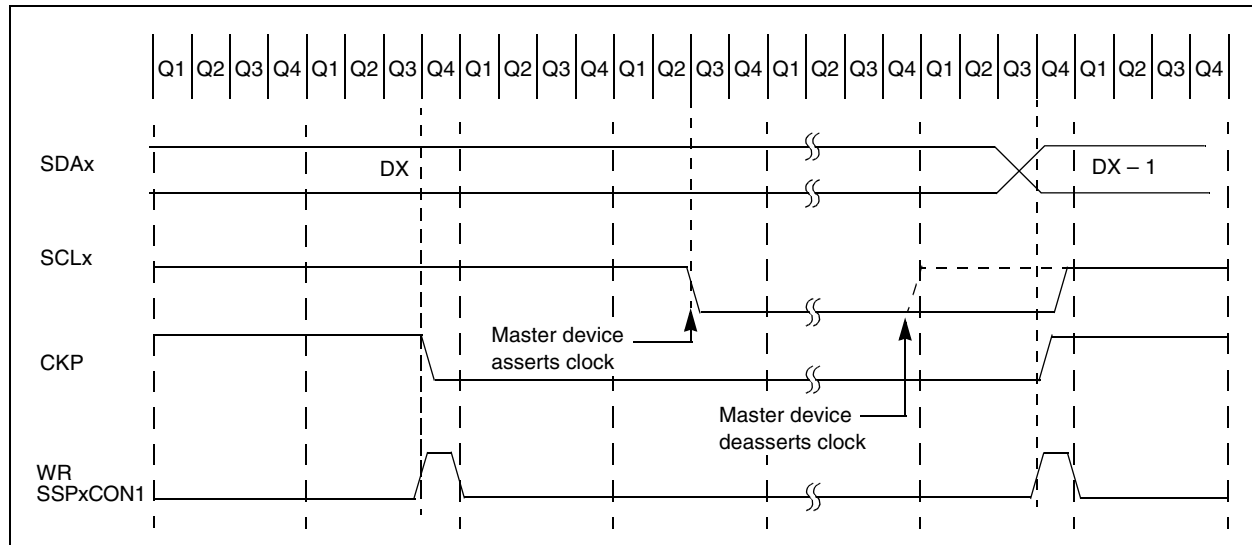 Q1 Q2 Q3 Q4 Q1 Q2 Q3 Q4 Q1 Q2 Q3 Q4 Q1 Q2 Q3 Q4 Q1 Q2 Q3 Q4 Q1 Q2 Q3 Q4 Q1 Q2 Q3 Q4
SDAx
DX
DX – 1
SCLx
Master device
asserts clock
CKP
Master device
deasserts clock
WR
SSPxCON1